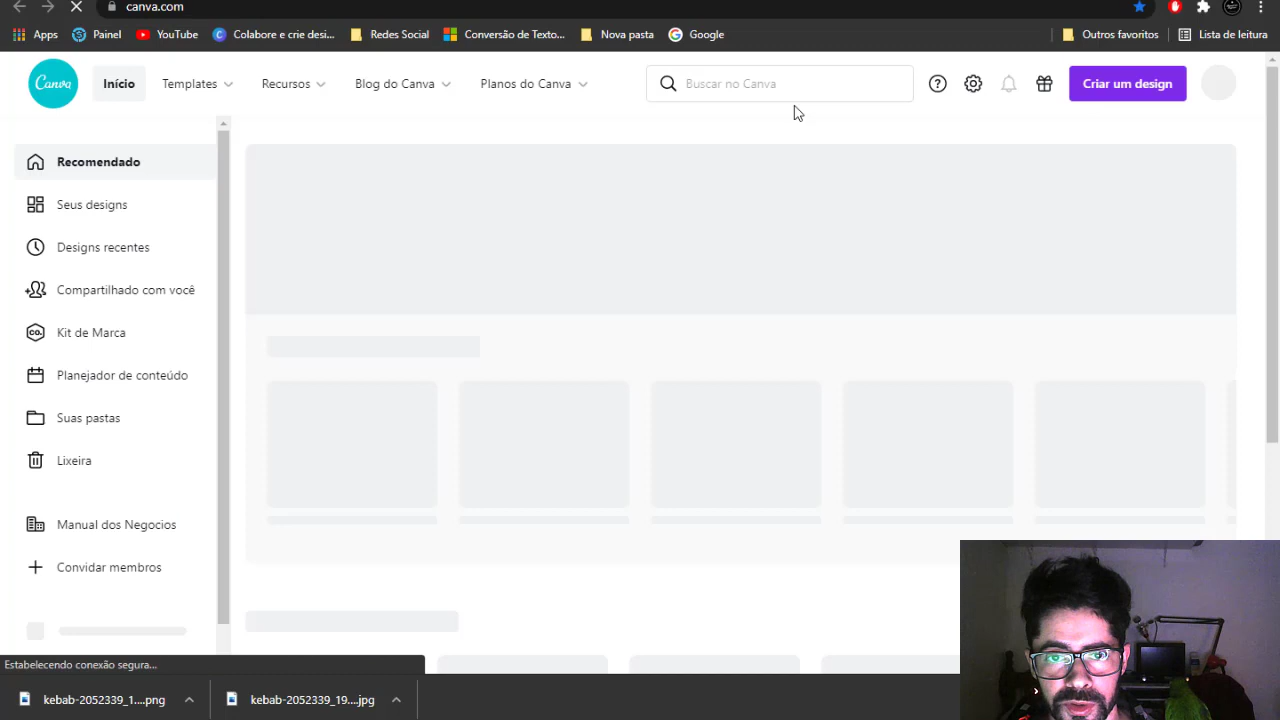 canva.com
Apps
Painel
YouTube
Colabore e crie desi...
Redes Social
Conversão de Texto...
Nova pasta
Google
Outros favoritos
Lista de leitura
Canva
Início
Templates
Recursos
Blog do Canva
Planos do Canva
Buscar no Canva
Criar um design
Recomendado
Seus designs
Designs recentes
Compartilhado com você
CO.
Kit de Marca
Planejador de conteúdo
Suas pastas
Lixeira
Manual dos Negocios
Convidar membros
Estabelecendo conexão segura...
kebab-2052339_1....png
kebab-2052339_19....jpg